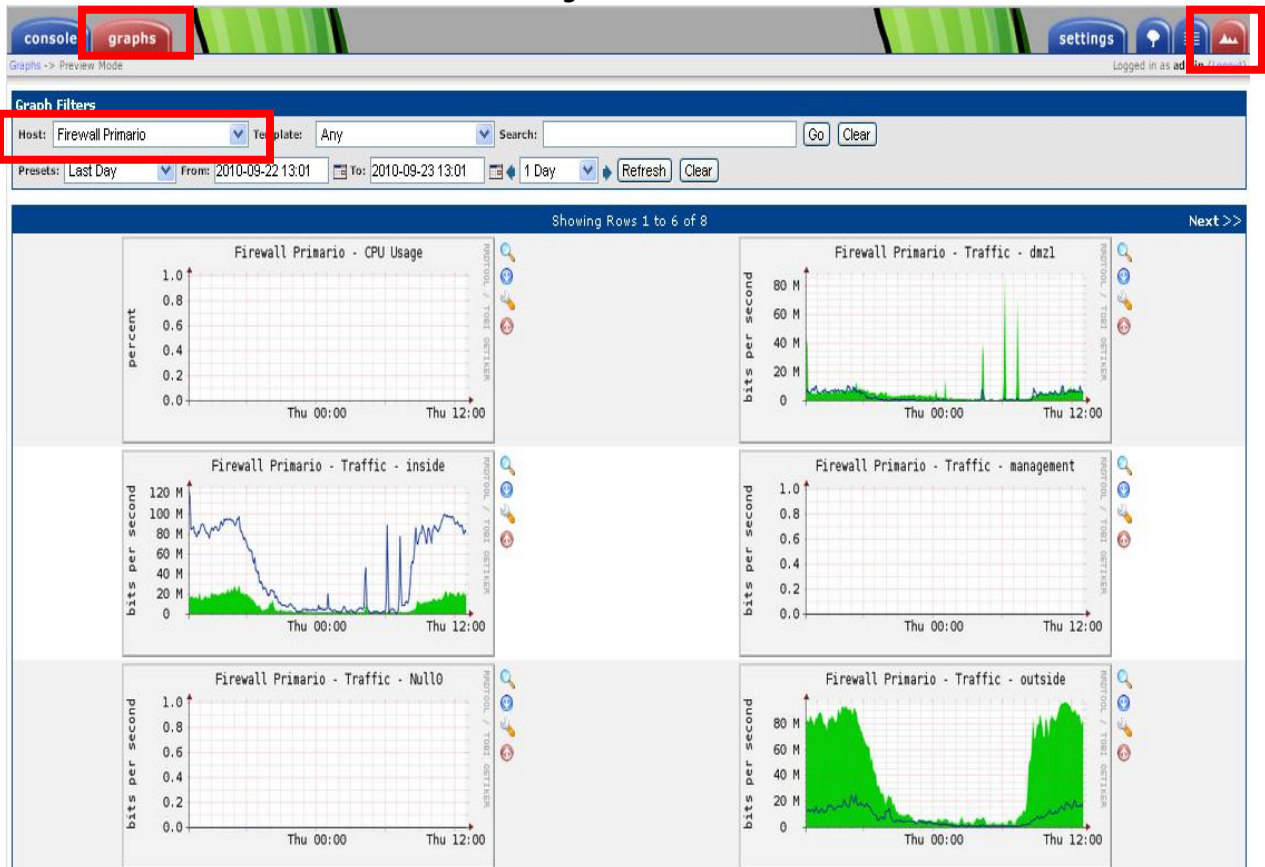 console graphs settings
Graphs -> Preview Mode Logged in as admin (Logout)
Graph Filters
Host: Firewall Primario Template: Any Search: Go Clear
Presets: Last Day From: 2010-09-22 13:01 To: 2010-09-23 13:01 1 Day Refresh Clear
Showing Rows 1 to 6 of 8 Next >>
Firewall Primario - CPU Usage
percent
1.0
0.8
0.6
0.4
0.2
0.0
Thu 00:00 Thu 12:00
RRDTOOL / TOBI OETIKER
Firewall Primario - Traffic - dmz1
bits per second
80 M
60 M
40 M
20 M
0
Thu 00:00 Thu 12:00
RRDTOOL / TOBI OETIKER
Firewall Primario - Traffic - inside
bits per second
120 M
100 M
80 M
60 M
40 M
20 M
0
Thu 00:00 Thu 12:00
RRDTOOL / TOBI OETIKER
Firewall Primario - Traffic - management
bits per second
1.0
0.8
0.6
0.4
0.2
0.0
Thu 00:00 Thu 12:00
RRDTOOL / TOBI OETIKER
Firewall Primario - Traffic - Null0
bits per second
1.0
0.8
0.6
0.4
0.2
0.0
Thu 00:00 Thu 12:00
RRDTOOL / TOBI OETIKER
Firewall Primario - Traffic - outside
bits per second
80 M
60 M
40 M
20 M
0
Thu 00:00 Thu 12:00
RRDTOOL / TOBI OETIKER